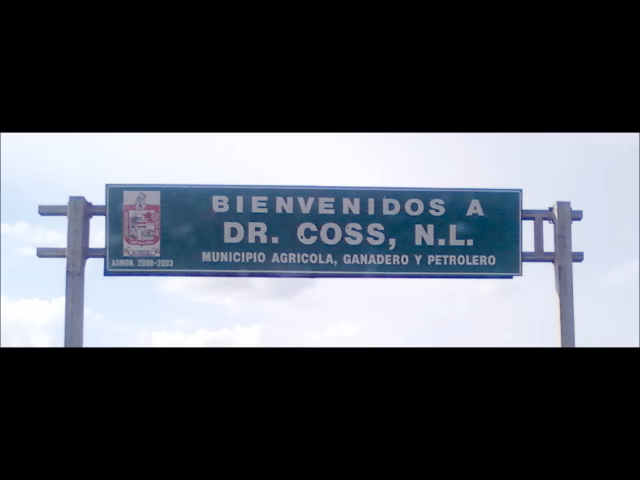 BIENVENIDOS A
DR. COSS, N.L.
MUNICIPIO AGRICOLA, GANADERO Y PETROLERO
ADMON. 2000-2003